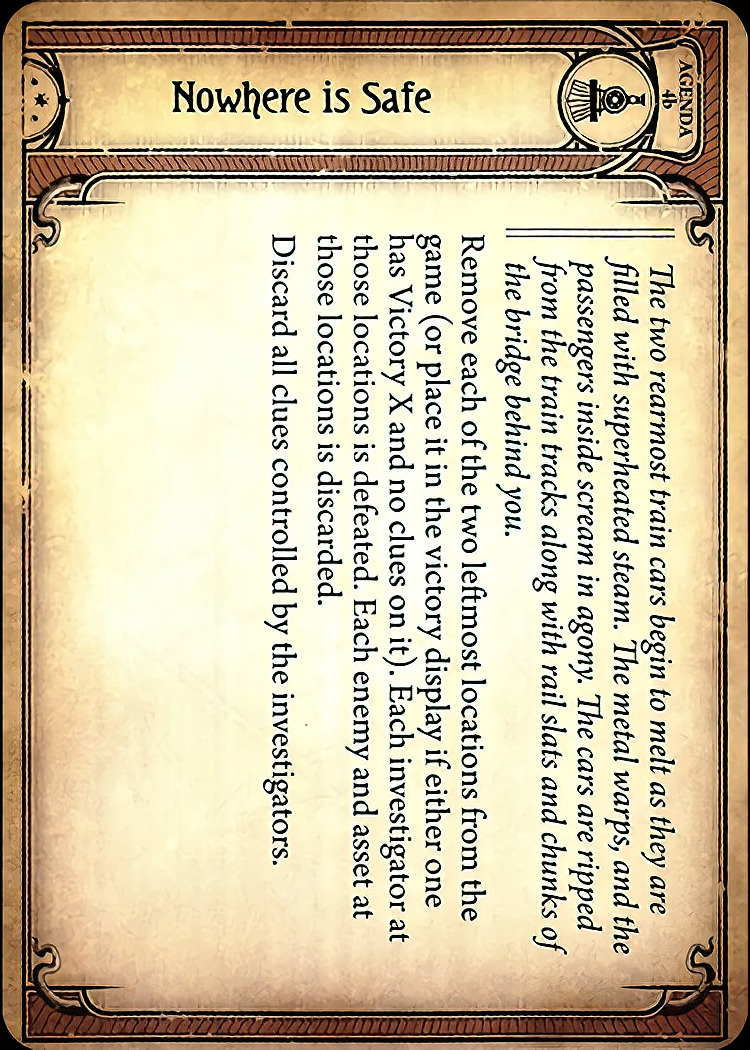 AGENDA
4b
Nowhere is Safe
The two rearmost train cars begin to melt as they are
filled with superheated steam. The metal warps, and the
passengers inside scream in agony. The cars are ripped
from the train tracks along with rail slats and chunks of
the bridge behind you.
Remove each of the two leftmost locations from the
game (or place it in the victory display if either one
has Victory X and no clues on it). Each investigator at
those locations is defeated. Each enemy and asset at
those locations is discarded.
Discard all clues controlled by the investigators.